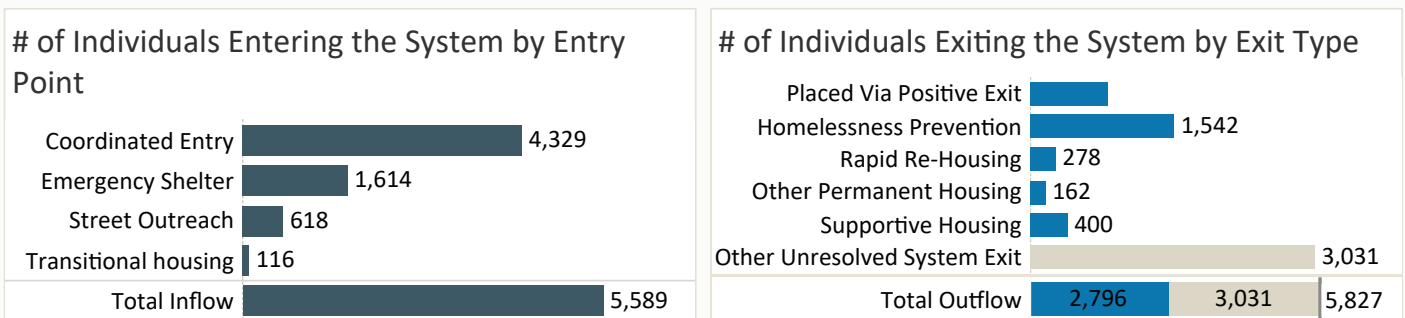 # of Individuals Entering the System by Entry
Point
Coordinated Entry 4,329
Emergency Shelter 1,614
Street Outreach 618
Transitional housing 116
Total Inflow 5,589
# of Individuals Exiting the System by Exit Type
Placed Via Positive Exit
Homelessness Prevention 1,542
Rapid Re-Housing 278
Other Permanent Housing 162
Supportive Housing 400
Other Unresolved System Exit 3,031
Total Outflow 2,796 3,031 5,827